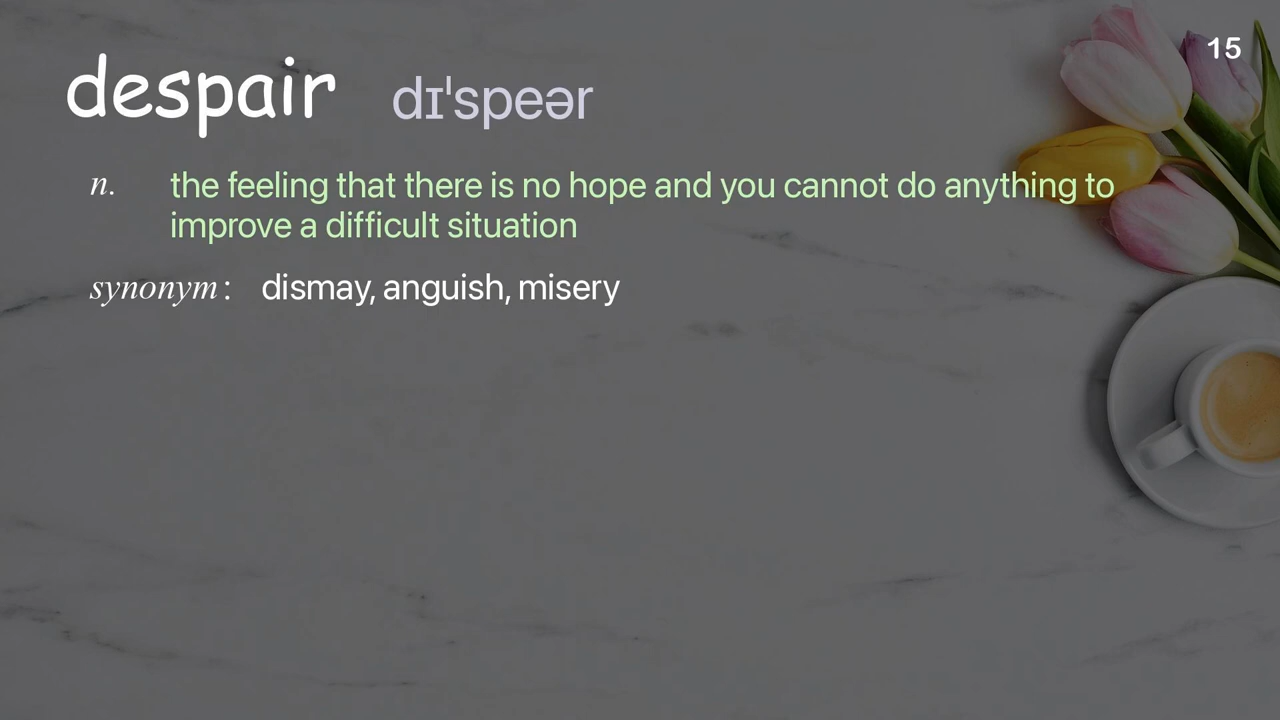 15
despair dɪˈspeər
n. the feeling that there is no hope and you cannot do anything to
improve a difficult situation
synonym: dismay, anguish, misery